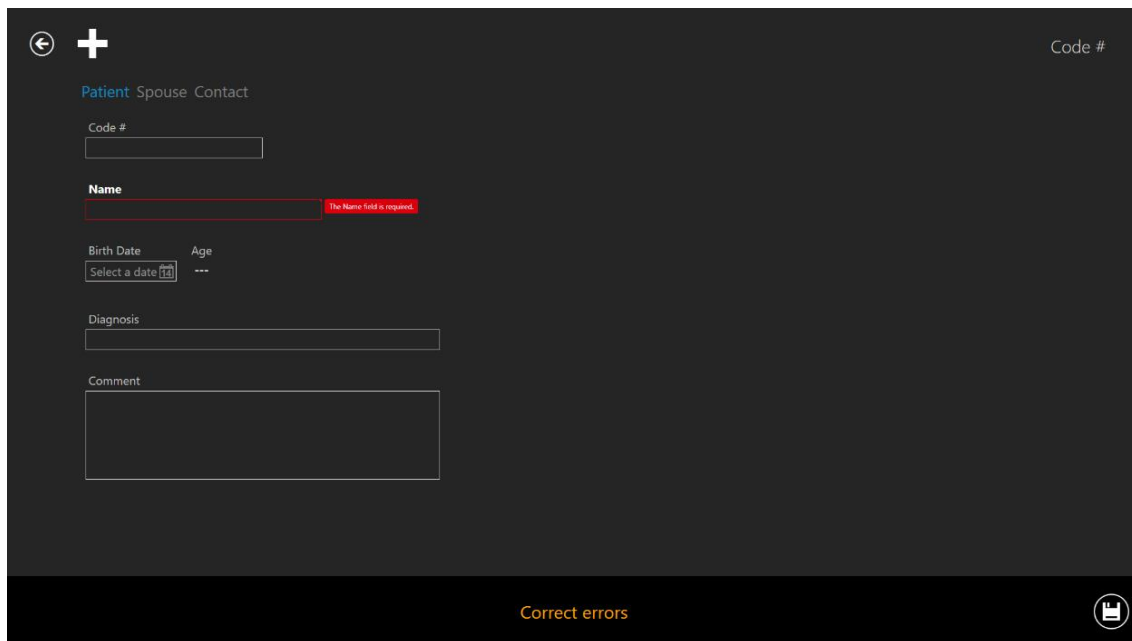 Code #
Patient Spouse Contact
Code #
Name
The Name field is required.
Birth Date Age
Select a date 14 ---
Diagnosis
Comment
Correct errors